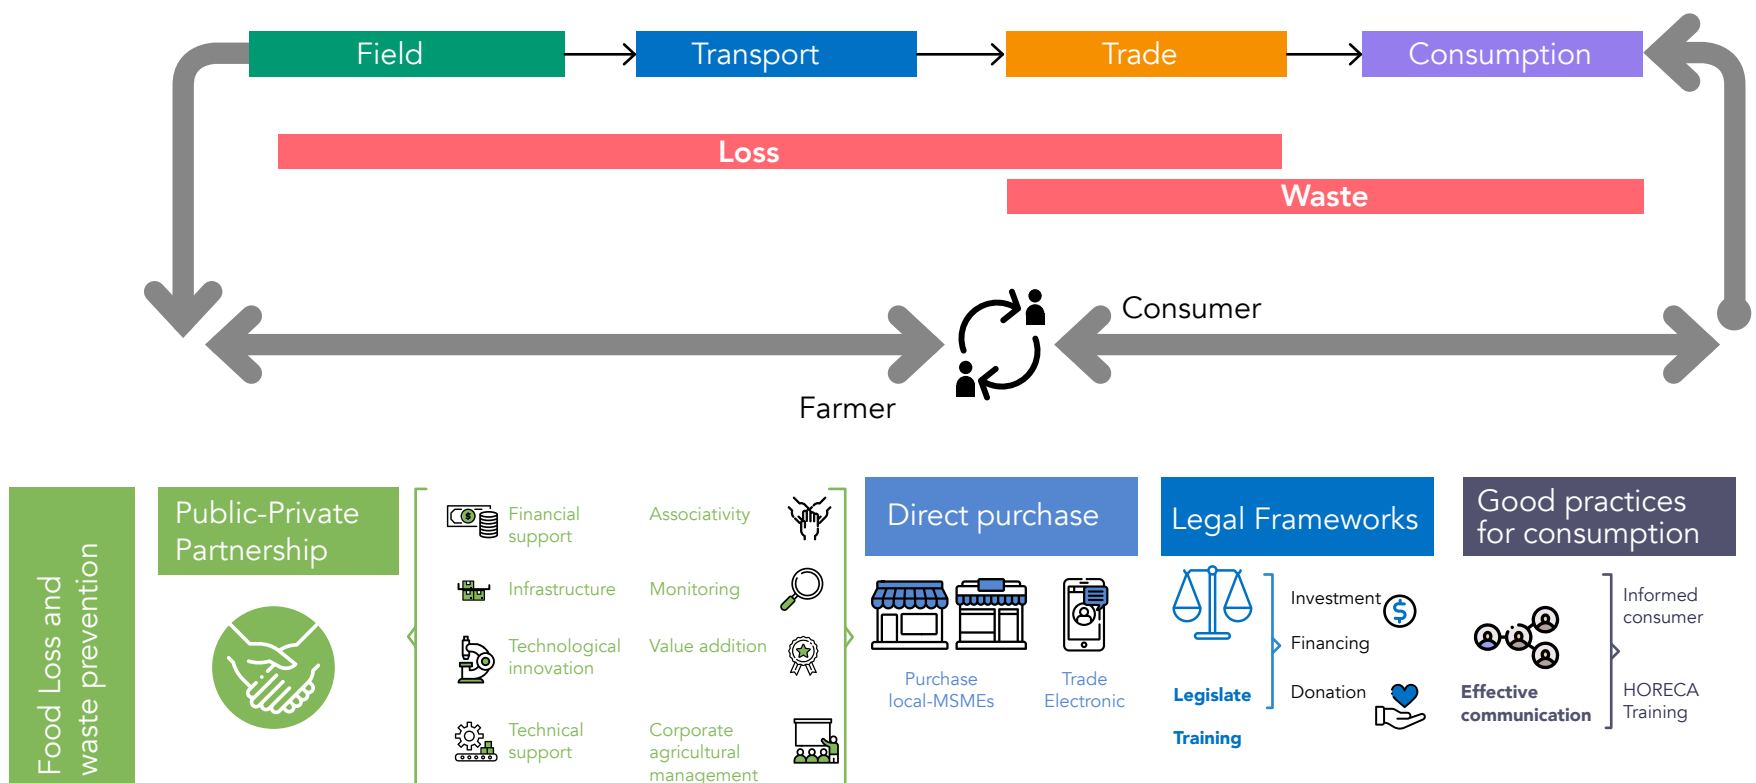 Field
Transport
Trade
Consumption
Loss
Waste
Consumer
Farmer
Food Loss and
waste prevention
Public-Private
Partnership
Financial
support
Associativity
Infrastructure
Monitoring
Technological
innovation
Value addition
Technical
support
Corporate
agricultural
management
Direct purchase
Purchase
local-MSMEs
Trade
Electronic
Legal Frameworks
Investment
Financing
Donation
Legislate
Training
Good practices
for consumption
Effective
communication
Informed
consumer
HORECA
Training